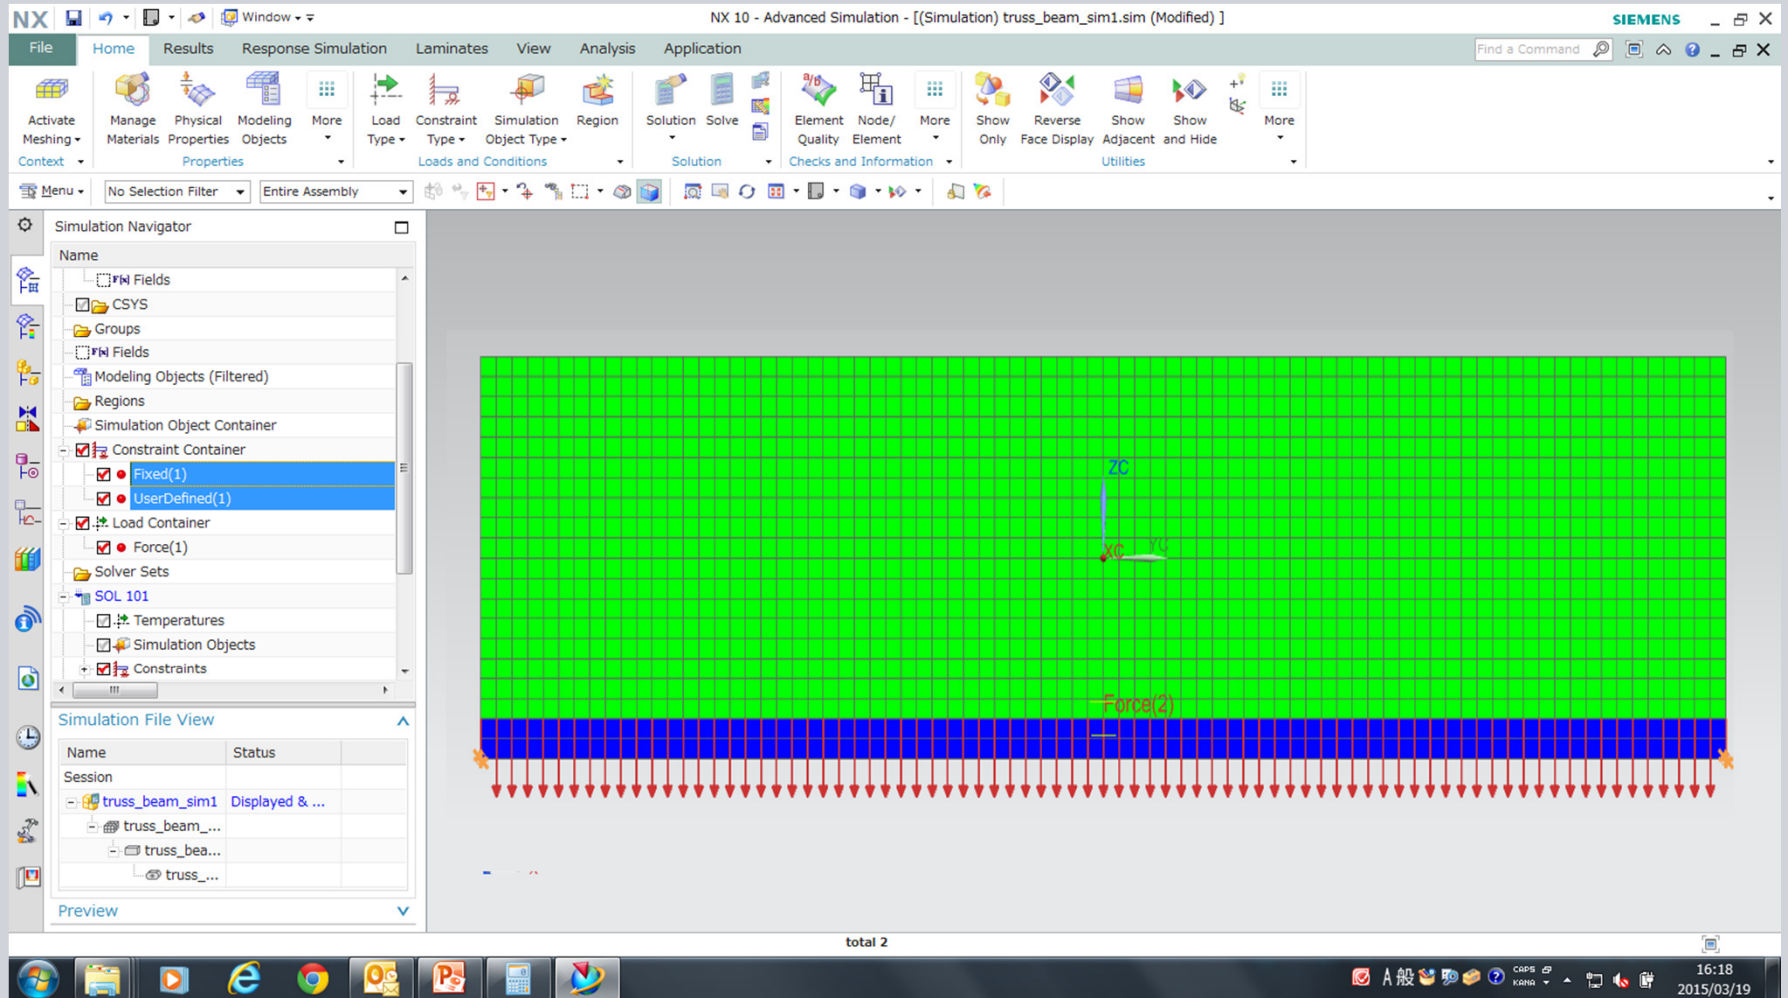 NX Window NX 10 - Advanced Simulation - [(Simulation) truss_beam_sim1.sim (Modified) ] SIEMENS
File Home Results Response Simulation Laminates View Analysis Application Find a Command
Activate Meshing
Manage Materials
Physical Properties
Modeling Objects
More
Load Type
Constraint Type
Simulation Object Type
Region
Solution
Solve
Element Quality
Node/ Element
More
Show Only
Reverse Face Display
Show Adjacent
Show and Hide
More
Context Properties Loads and Conditions Solution Checks and Information Utilities
Menu No Selection Filter Entire Assembly
Simulation Navigator
Name
Fields
CSYS
Groups
Fields
Modeling Objects (Filtered)
Regions
Simulation Object Container
Constraint Container
Fixed(1)
UserDefined(1)
Load Container
Force(1)
Solver Sets
SOL 101
Temperatures
Simulation Objects
Constraints
Simulation File View
Name Status
Session
truss_beam_sim1 Displayed & ...
truss_beam_...
truss_bea...
truss_...
Preview
ZC
XC YC
Force(2)
total 2
A 般 CAPS KANA 16:18
2015/03/19